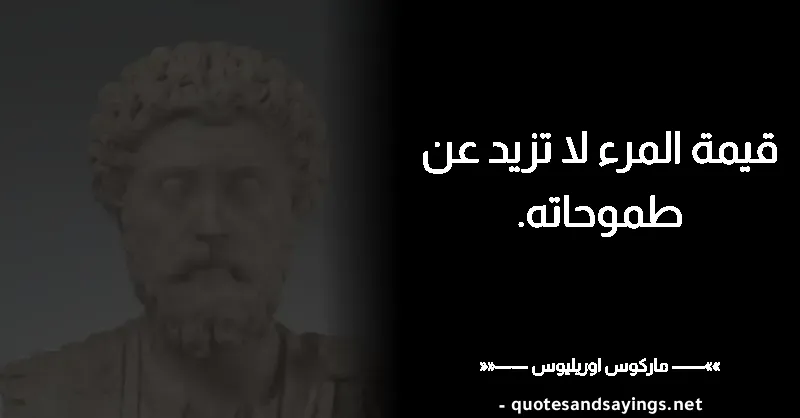 قيمة المرء لا تزيد عن
طموحاته.
»»—— ماركوس اوريليوس ——««
- quotesandsayings.net